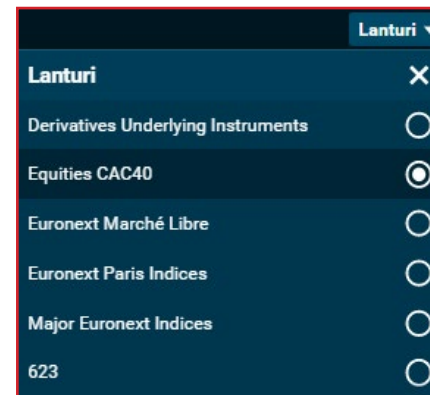 Lanturi
Lanturi
Derivatives Underlying Instruments
Equities CAC40
Euronext Marché Libre
Euronext Paris Indices
Major Euronext Indices
623